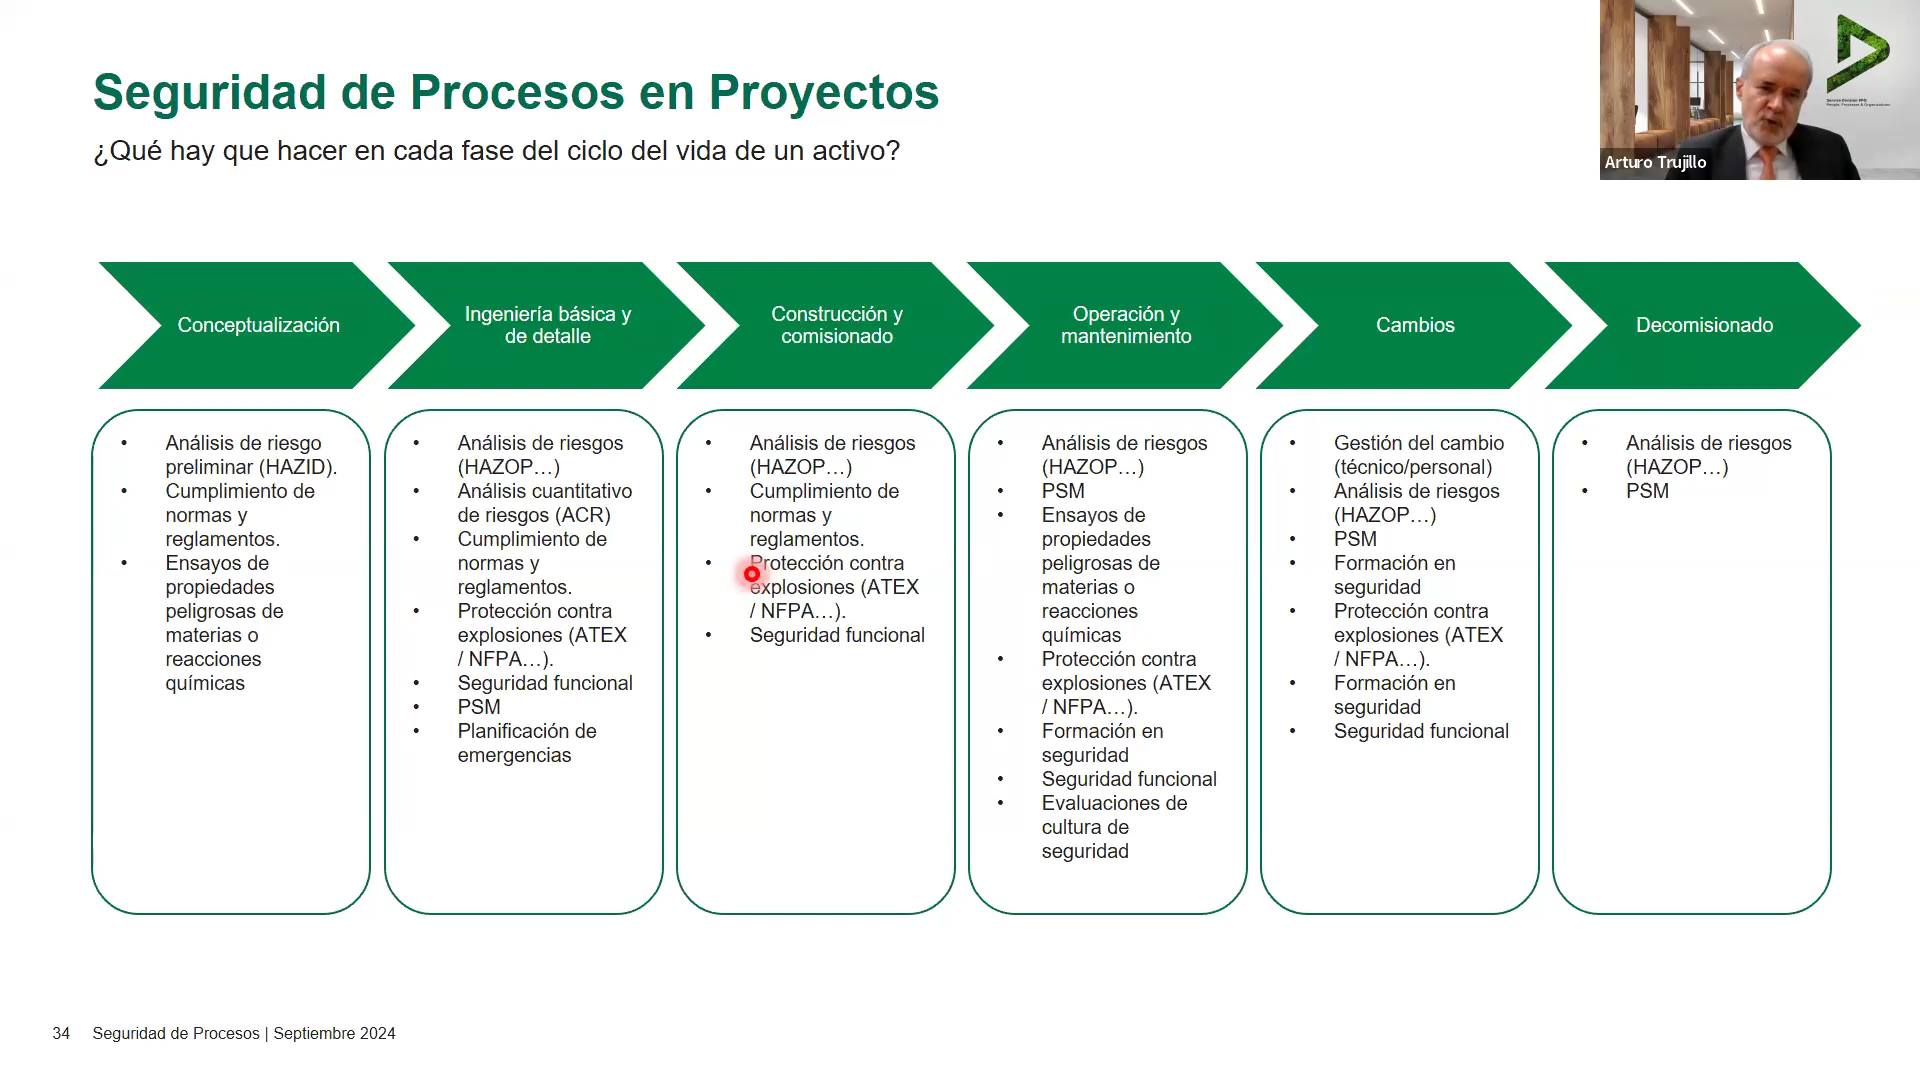 Seguridad de Procesos en Proyectos
¿Qué hay que hacer en cada fase del ciclo del vida de un activo?
Arturo Trujillo
Conceptualización
Ingeniería básica y
de detalle
Construcción y
comisionado
Operación y
mantenimiento
Cambios
Decomisionado
• Análisis de riesgo
preliminar (HAZID).
• Cumplimiento de
normas y
reglamentos.
• Ensayos de
propiedades
peligrosas de
materias o
reacciones
químicas
• Análisis de riesgos
(HAZOP…)
• Análisis cuantitativo
de riesgos (ACR)
• Cumplimiento de
normas y
reglamentos.
• Protección contra
explosiones (ATEX
/ NFPA…).
• Seguridad funcional
• PSM
• Planificación de
emergencias
• Análisis de riesgos
(HAZOP…)
• Cumplimiento de
normas y
reglamentos.
• Protección contra
explosiones (ATEX
/ NFPA…).
• Seguridad funcional
• Análisis de riesgos
(HAZOP…)
• PSM
• Ensayos de
propiedades
peligrosas de
materias o
reacciones
químicas
• Protección contra
explosiones (ATEX
/ NFPA…).
• Formación en
seguridad
• Seguridad funcional
• Evaluaciones de
cultura de
seguridad
• Gestión del cambio
(técnico/personal)
• Análisis de riesgos
(HAZOP…)
• PSM
• Formación en
seguridad
• Protección contra
explosiones (ATEX
/ NFPA…).
• Formación en
seguridad
• Seguridad funcional
• Análisis de riesgos
(HAZOP…)
• PSM
34 Seguridad de Procesos | Septiembre 2024